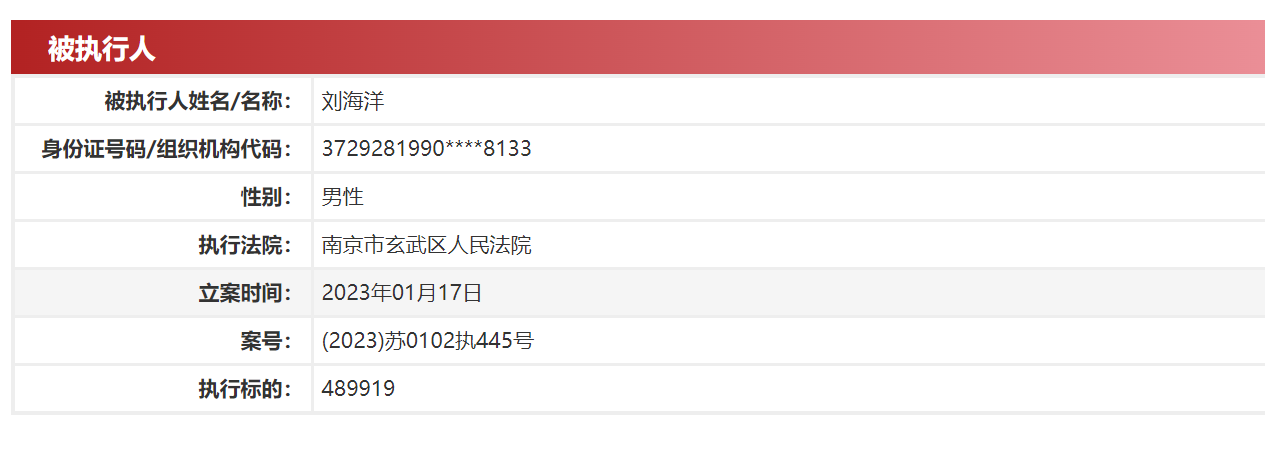 被执行人
被执行人姓名/名称： 刘海洋
身份证号码/组织机构代码： 3729281990****8133
性别： 男性
执行法院： 南京市玄武区人民法院
立案时间： 2023年01月17日
案号： (2023)苏0102执445号
执行标的： 489919